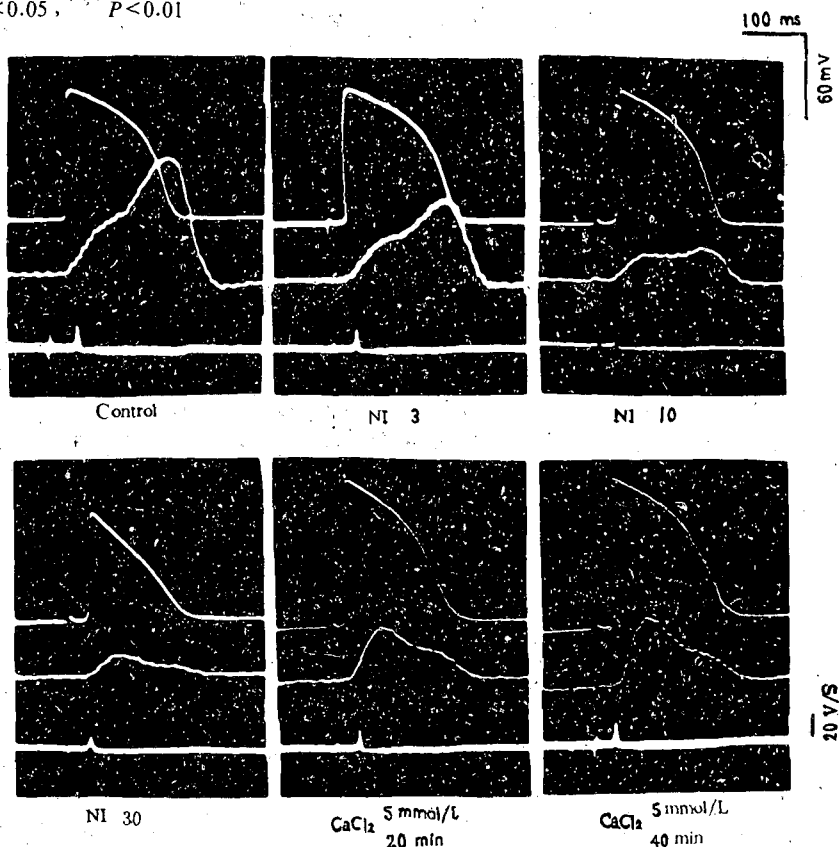 <0.05, P<0.01
100 ms
60 mV
Control
NI 3
NI 10
20 V/S
NI 30
CaCl₂ 5 mmol/L
20 min
CaCl₂ 5 mmol/L
40 min